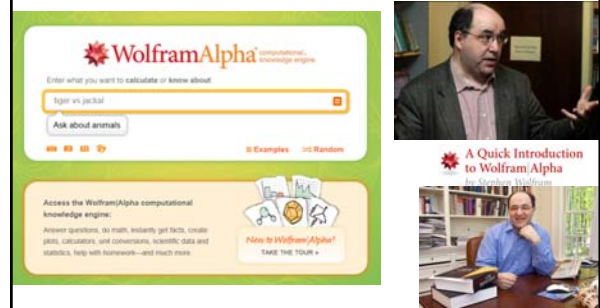 WolframAlpha™ computational... knowledge engine.
Enter what you want to calculate or know about
tiger vs jackal
Ask about animals
Examples Random
Access the Wolfram|Alpha computational
knowledge engine:
Answer questions, do math, instantly get facts, create
plots, calculators, unit conversions, scientific data and
statistics, help with homework—and much more.
New to Wolfram|Alpha?
TAKE THE TOUR »
A Quick Introduction
to Wolfram|Alpha
by Stephen Wolfram